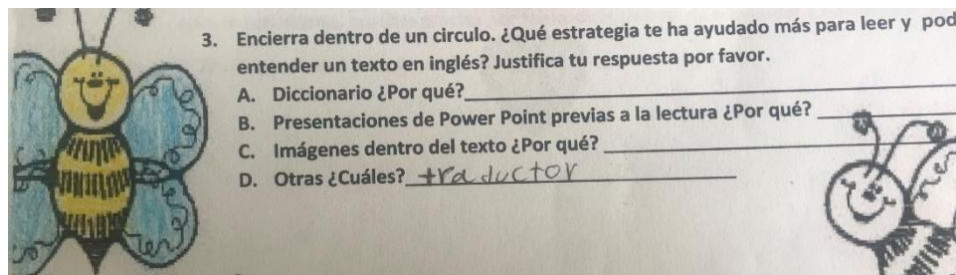 3. Encierra dentro de un circulo. ¿Qué estrategia te ha ayudado más para leer y pod
entender un texto en inglés? Justifica tu respuesta por favor.
A. Diccionario ¿Por qué?
B. Presentaciones de Power Point previas a la lectura ¿Por qué?
C. Imágenes dentro del texto ¿Por qué?
D. Otras ¿Cuáles? traductor